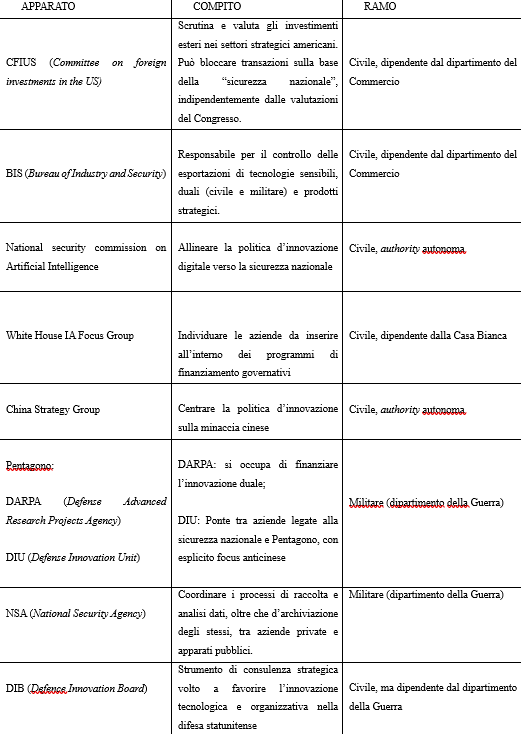 APPARATO COMPITO RAMO
CFIUS (Committee on foreign
investments in the US)
Scrutina e valuta gli investimenti
esteri nei settori strategici americani.
Può bloccare transazioni sulla base
della “sicurezza nazionale”,
indipendentemente dalle valutazioni
del Congresso.
Civile, dipendente dal dipartimento del
Commercio
BIS (Bureau of Industry and Security)
Responsabile per il controllo delle
esportazioni di tecnologie sensibili,
duali (civile e militare) e prodotti
strategici.
Civile, dipendente dal dipartimento del
Commercio
National security commission on
Artificial Intelligence
Allineare la politica d’innovazione
digitale verso la sicurezza nazionale
Civile, authority autonoma
White House IA Focus Group
Individuare le aziende da inserire
all’interno dei programmi di
finanziamento governativi
Civile, dipendente dalla Casa Bianca
China Strategy Group
Centrare la politica d’innovazione
sulla minaccia cinese
Civile, authority autonoma
Pentagono:
DARPA (Defense Advanced
Research Projects Agency)
DIU (Defense Innovation Unit)
DARPA: si occupa di finanziare
l’innovazione duale;
DIU: Ponte tra aziende legate alla
sicurezza nazionale e Pentagono, con
esplicito focus anticinese
Militare (dipartimento della Guerra)
NSA (National Security Agency)
Coordinare i processi di raccolta e
analisi dati, oltre che d’archiviazione
degli stessi, tra aziende private e
apparati pubblici.
Militare (dipartimento della Guerra)
DIB (Defence Innovation Board)
Strumento di consulenza strategica
volto a favorire l’innovazione
tecnologica e organizzativa nella
difesa statunitense
Civile, ma dipendente dal dipartimento
della Guerra